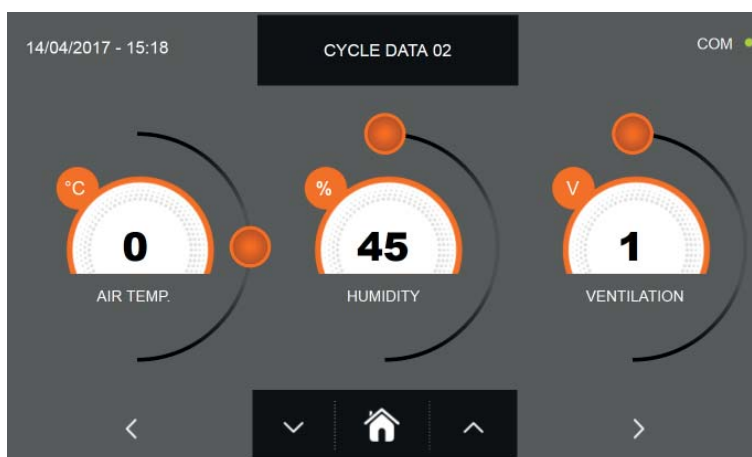 14/04/2017 - 15:18
CYCLE DATA 02
COM
°C
0
AIR TEMP.
%
45
HUMIDITY
V
1
VENTILATION